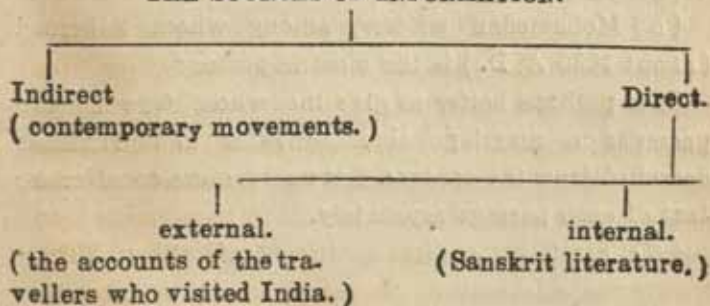 Indirect
Direct.
( contemporary movements. )
external.
internal.
( the accounts of the tra-
(Sanskrit literature. )
vellers who visited India. )